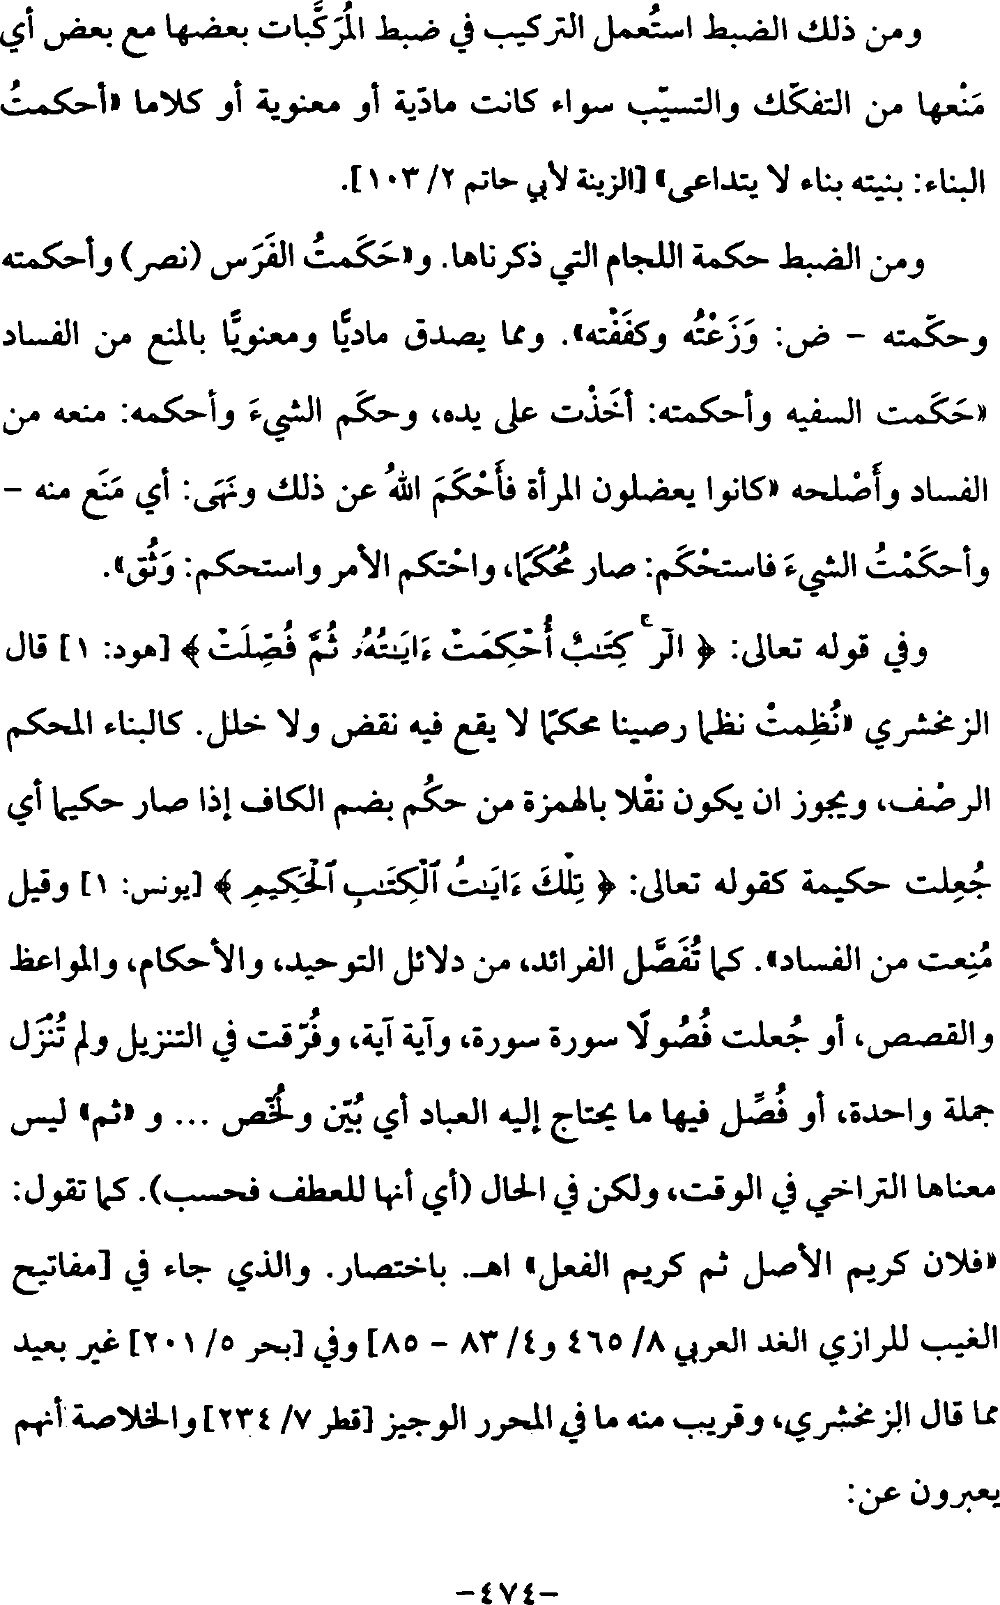 ومن ذلك الضبط استُعمل التركيب في ضبط المُرَكَّبات بعضها مع بعض أي
مَنْعها من التفكّك والتسيّب سواء كانت مادّية أو معنوية أو كلاما «أحكمتُ
البناء: بنيته بناء لا يتداعى» [الزينة لأبي حاتم ٢/ ١٠٣].
ومن الضبط حكمة اللجام التي ذكرناها. و«حَكَمتُ الفَرَس (نصر) وأحكمته
وحكّمته – ض: وَزَعْتُه وكفَفْته». ومما يصدق ماديًّا ومعنويًّا بالمنع من الفساد
«حَكَمت السفيه وأحكمته: أخَذْت على يده، وحكَم الشيءَ وأحكمه: منعه من
الفساد وأَصْلحه «كانوا يعضلون المرأة فأَحْكَمَ اللهُ عن ذلك ونَهَى: أي مَنَع منه –
وأحكَمْتُ الشيءَ فاستحْكَم: صار مُحْكَمًا، واحْتكم الأمر واستحكم: وَثُق».
وفي قوله تعالى: ﴿ الٓرۚ كِتَٰبٌ أُحْكِمَتْ ءَايَٰتُهُۥ ثُمَّ فُصِّلَتْ ﴾ [هود: ١] قال
الزمخشري «نُظِمتْ نظما رصينا محكمًا لا يقع فيه نقض ولا خلل. كالبناء المحكم
الرصْف، ويجوز ان يكون نقْلا بالهمزة من حكُم بضم الكاف إذا صار حكيما أي
جُعِلت حكيمة كقوله تعالى: ﴿ تِلْكَ ءَايَٰتُ ٱلْكِتَٰبِ ٱلْحَكِيمِ ﴾ [يونس: ١] وقيل
مُنِعت من الفساد». كما تُفَصَّل الفرائد، من دلائل التوحيد، والأحكام، والمواعظ
والقصص، أو جُعلت فُصُولًا سورة سورة، وآية آية، وفُرّقت في التنزيل ولم تُنْزَل
جملة واحدة، أو فُصِّل فيها ما يحتاج إليه العباد أي بُيّن ولُخّص ... و «ثم» ليس
معناها التراخي في الوقت، ولكن في الحال (أي أنها للعطف فحسب). كما تقول:
«فلان كريم الأصل ثم كريم الفعل» اهـ. باختصار. والذي جاء في [مفاتيح
الغيب للرازي الغد العربي ٨/ ٤٦٥ و٤/ ٨٣ – ٨٥] وفي [بحر ٥/ ٢٠١] غير بعيد
مما قال الزمخشري، وقريب منه ما في المحرر الوجيز [قطر ٧/ ٢٣٤] والخلاصة أنهم
يعبرون عن:
-٤٧٤-